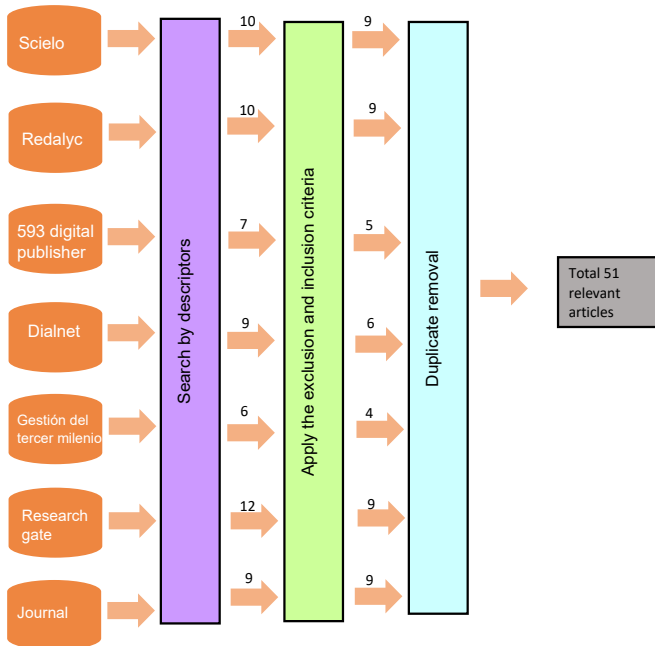 Scielo
10
9
Redalyc
10
9
593 digital
publisher
7
5
Dialnet
9
6
Gestión del
tercer milenio
6
4
Research
gate
12
9
Journal
9
9
Search by descriptors
Apply the exclusion and inclusion criteria
Duplicate removal
Total 51
relevant
articles